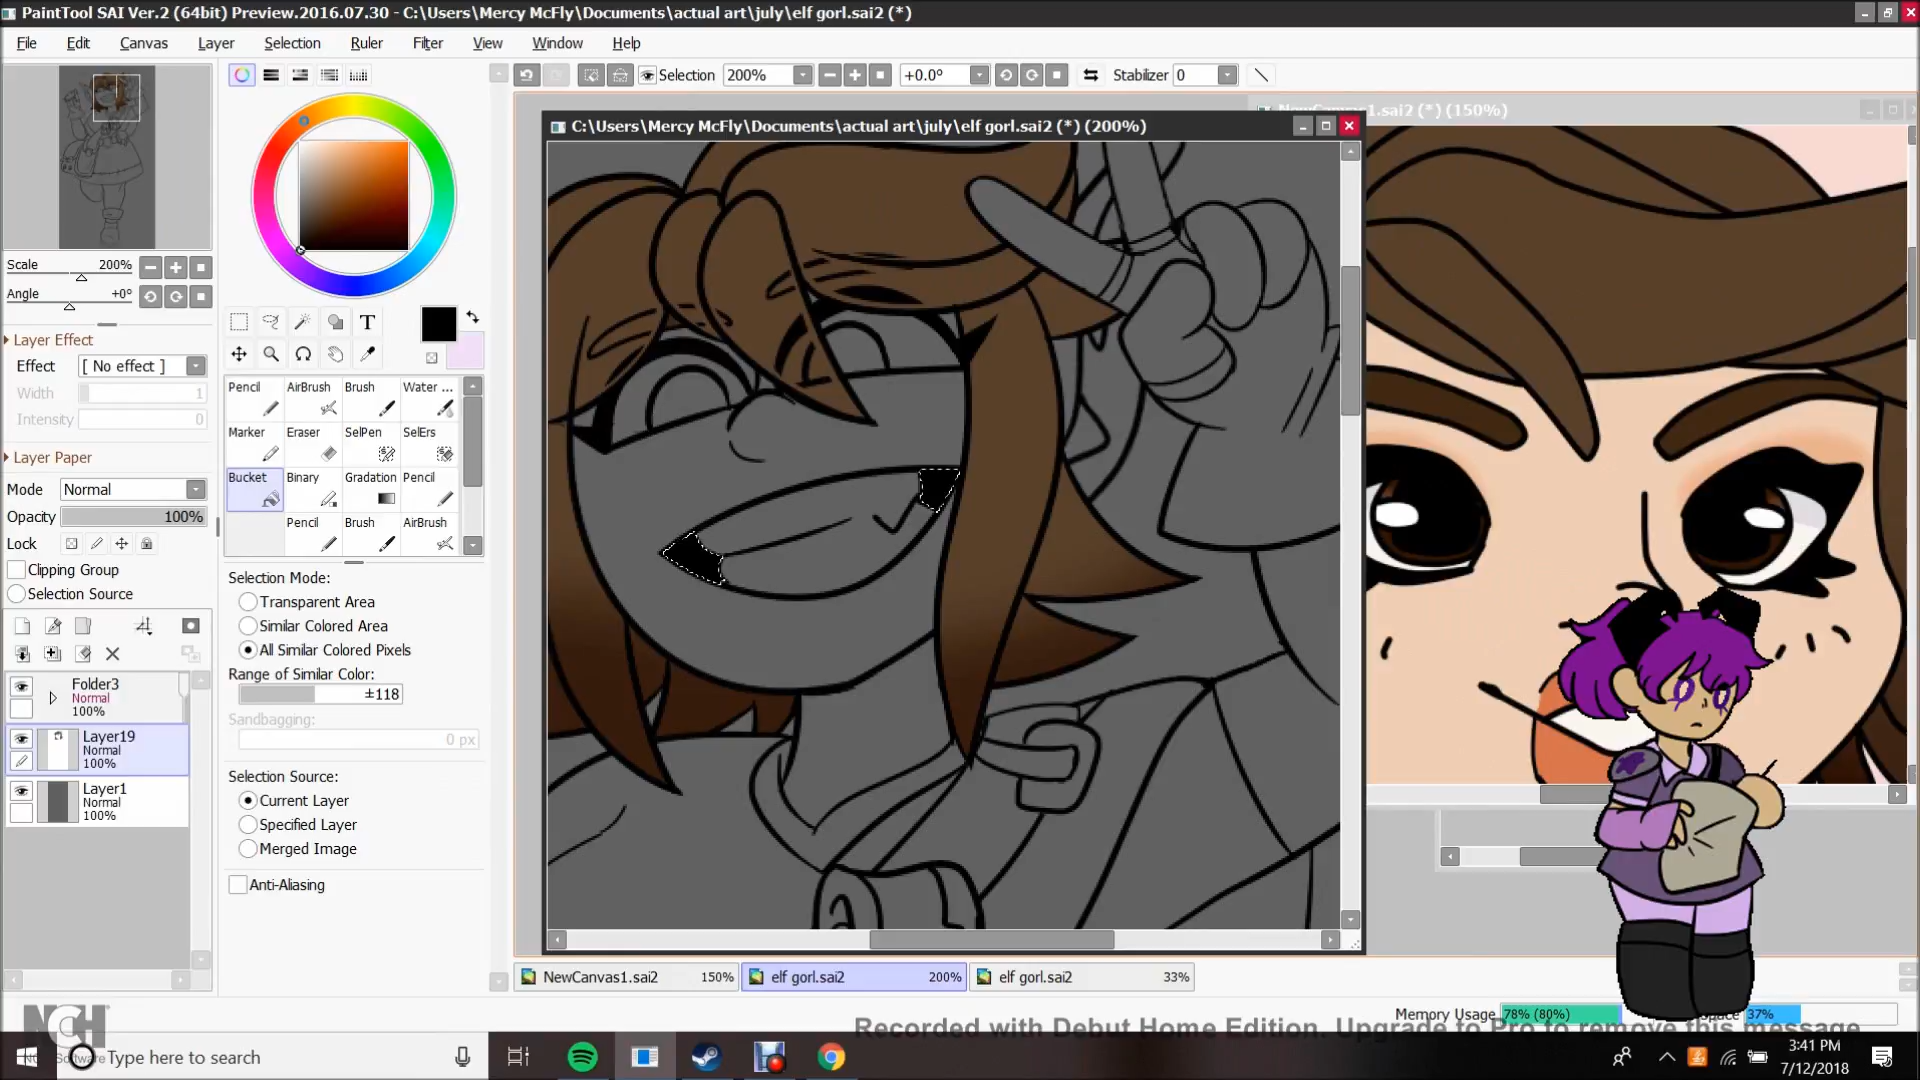 PaintTool SAI Ver.2 (64bit) Preview.2016.07.30 - C:\Users\Mercy McFly\Documents\actual art\july\elf gorl.sai2 (*)
File Edit Canvas Layer Selection Ruler Filter View Window Help
Selection 200% +0.0° Stabilizer 0
NewCanvas1.sai2 (*) (150%)
C:\Users\Mercy McFly\Documents\actual art\july\elf gorl.sai2 (*) (200%)
Scale 200%
Angle +0°
Layer Effect
Effect [ No effect ]
Width 1
Intensity 0
Layer Paper
Mode Normal
Opacity 100%
Lock
Clipping Group
Selection Source
Folder3
Normal
100%
Layer19
Normal
100%
Layer1
Normal
100%
T
Pencil AirBrush Brush Water ...
Marker Eraser SelPen SelErs
Bucket Binary Gradation Pencil
Pencil Brush AirBrush
Selection Mode:
Transparent Area
Similar Colored Area
All Similar Colored Pixels
Range of Similar Color:
±118
Sandbagging:
0 px
Selection Source:
Current Layer
Specified Layer
Merged Image
Anti-Aliasing
NewCanvas1.sai2 150% elf gorl.sai2 200% elf gorl.sai2 33%
Memory Usage 78% (80%) 37%
NCH
Software
Recorded with Debut Home Edition. Upgrade to Pro to remove this message
Type here to search
3:41 PM
7/12/2018